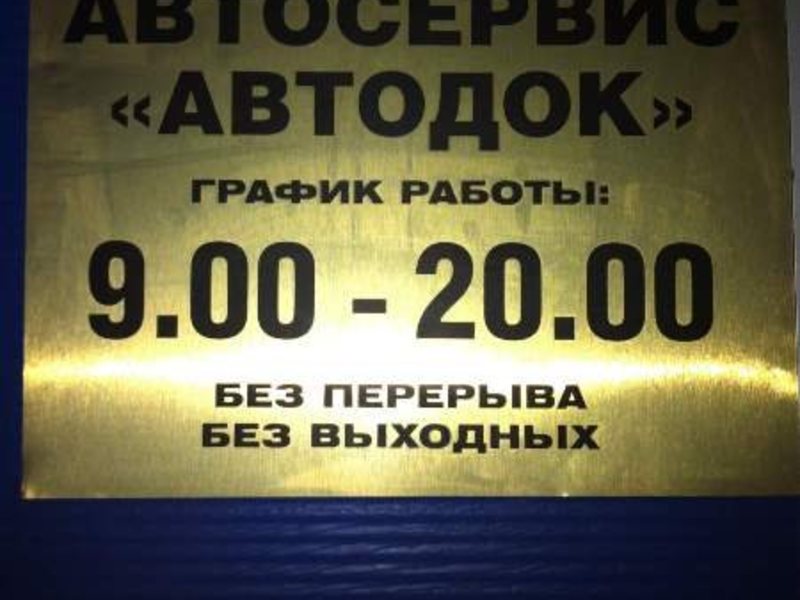 АВТОСЕРВИС
«АВТОДОК»
ГРАФИК РАБОТЫ:
9.00 - 20.00
БЕЗ ПЕРЕРЫВА
БЕЗ ВЫХОДНЫХ